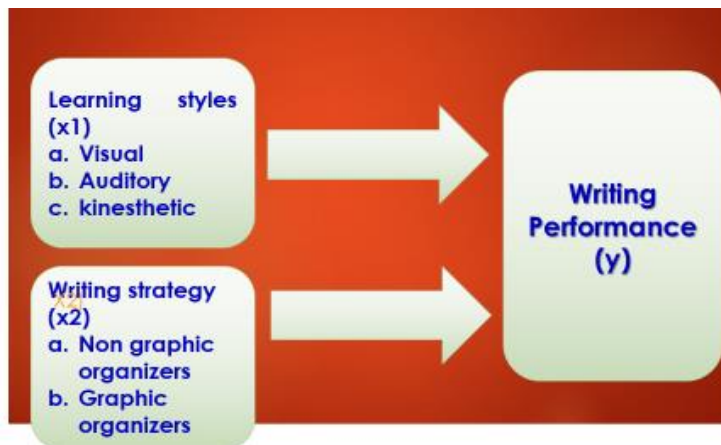 Learning styles
(x1)
a. Visual
b. Auditory
c. kinesthetic
Writing strategy
(x2)
a. Non graphic
organizers
b. Graphic
organizers
Writing
Performance
(y)